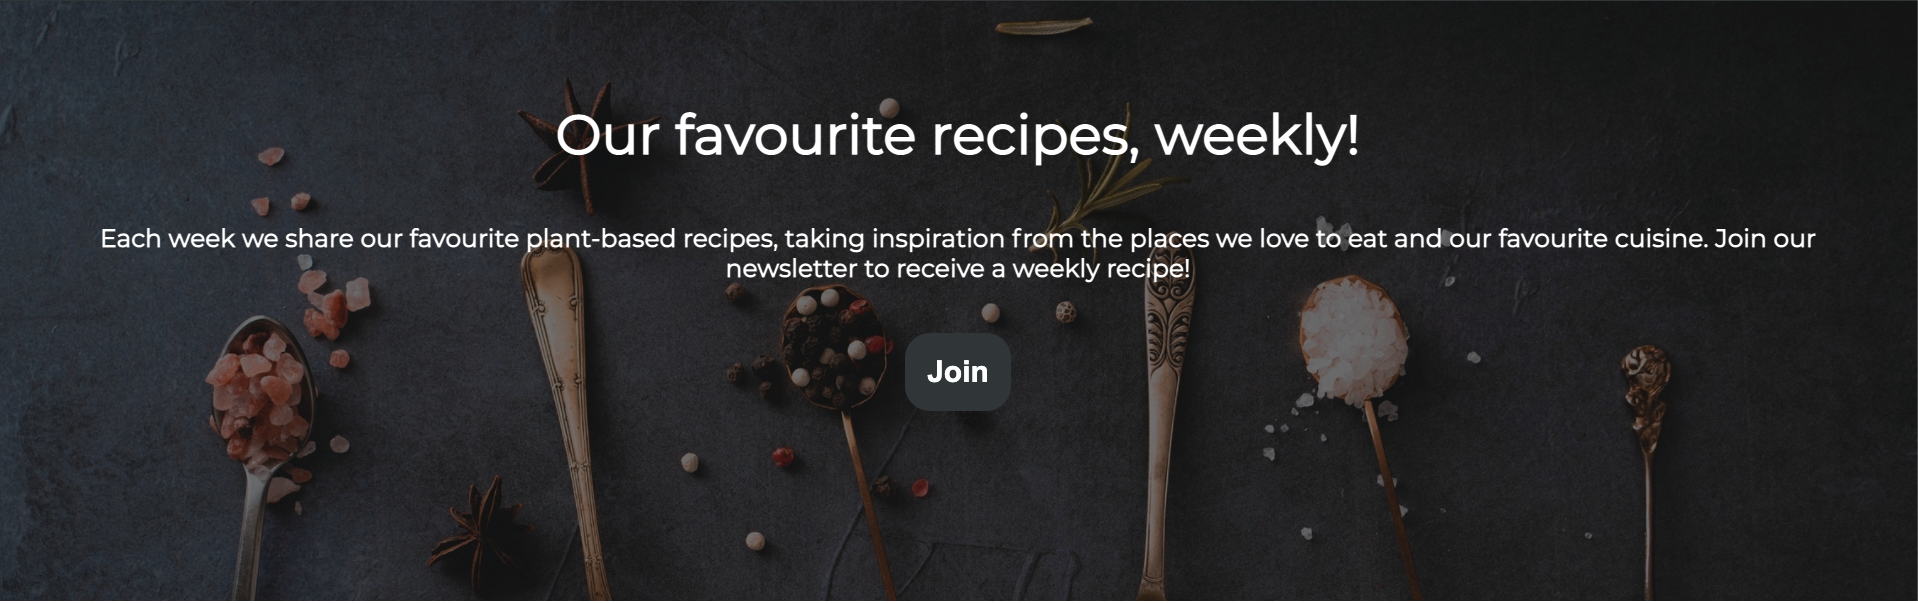 Our favourite recipes, weekly!
Each week we share our favourite plant-based recipes, taking inspiration from the places we love to eat and our favourite cuisine. Join our
newsletter to receive a weekly recipe!
Join